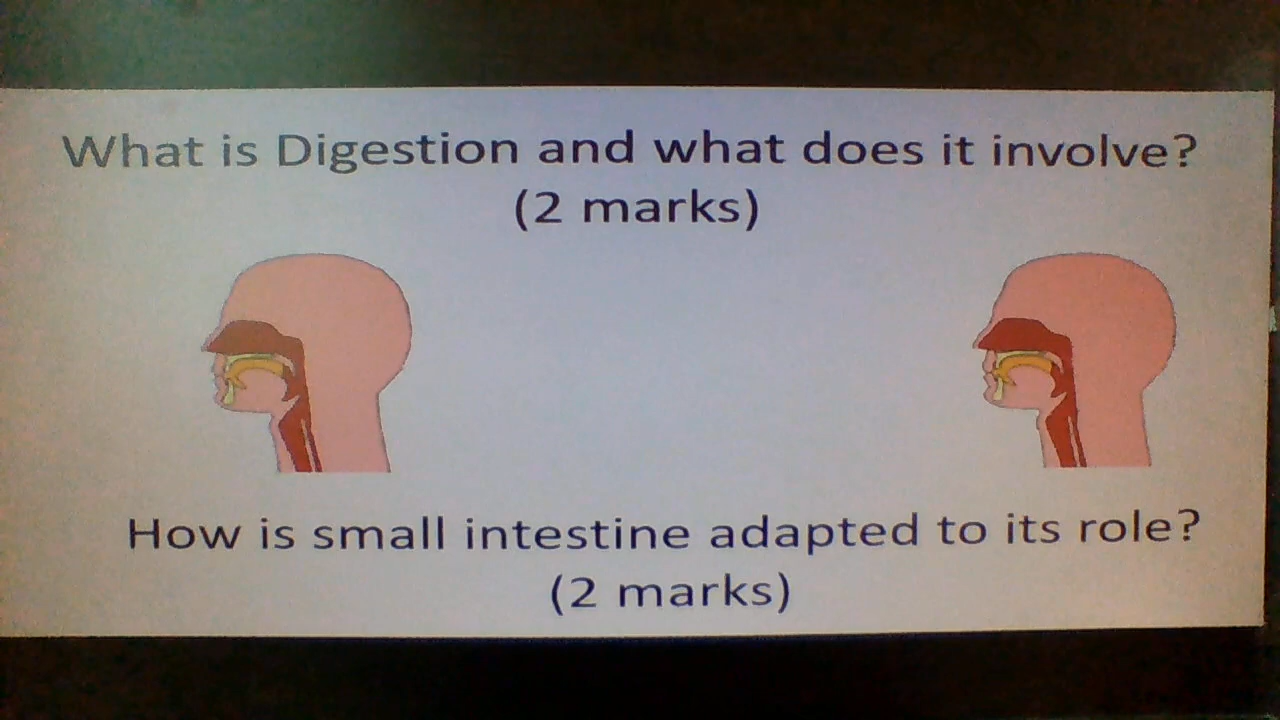 What is Digestion and what does it involve?
(2 marks)
How is small intestine adapted to its role?
(2 marks)